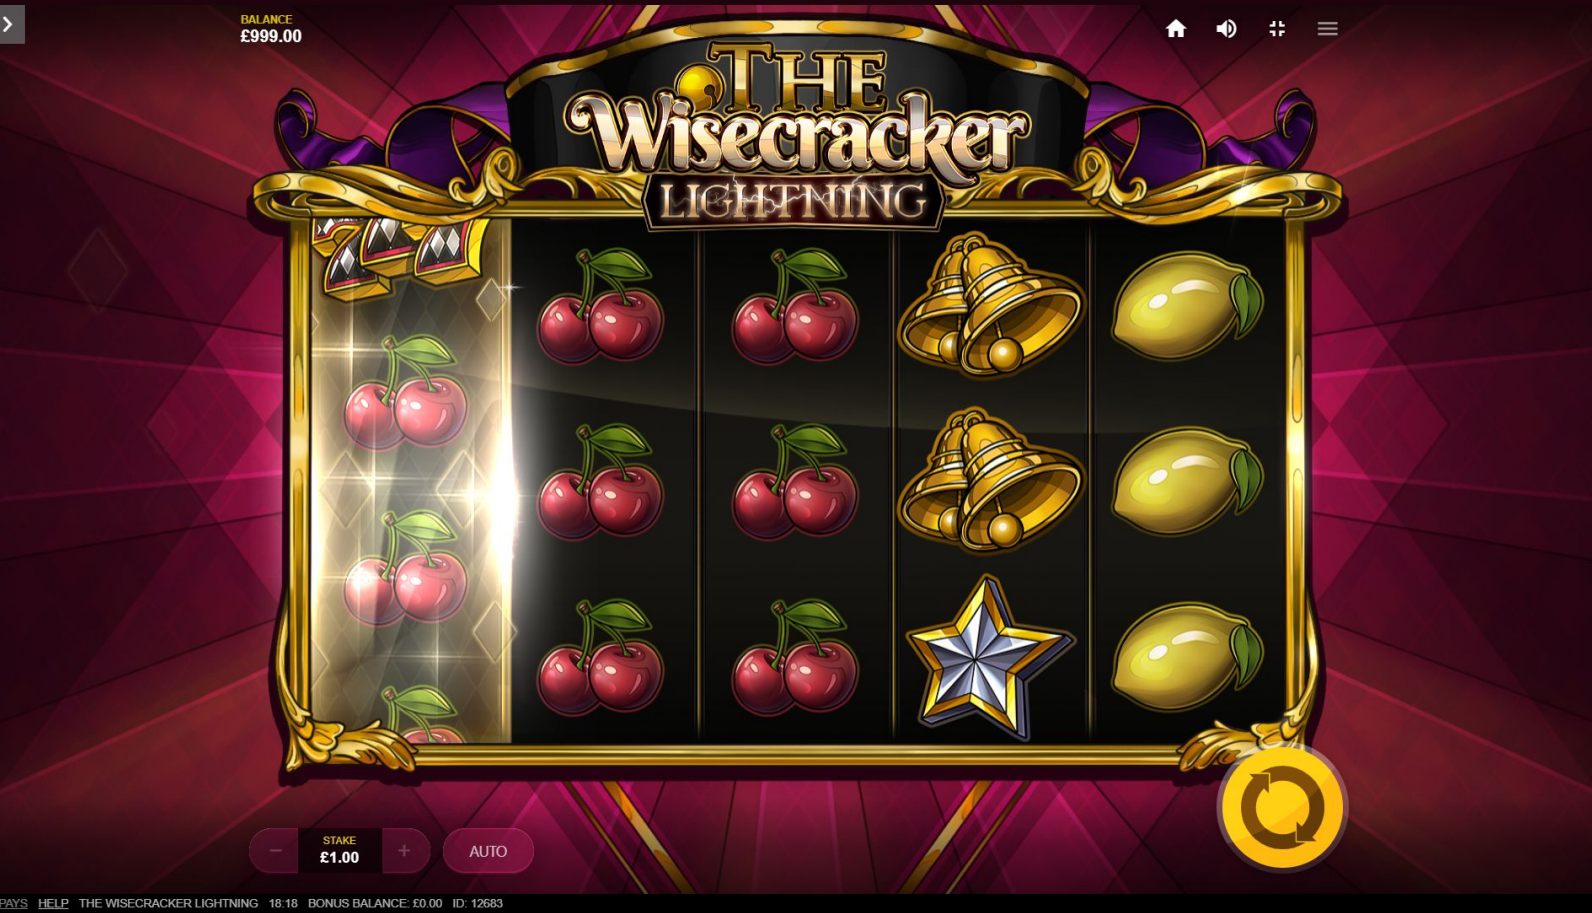 BALANCE
£999.00
THE
Wisecracker
LIGHTNING
777
STAKE
£1.00
AUTO
PAYS HELP THE WISECRACKER LIGHTNING 18:18 BONUS BALANCE: £0.00 ID: 12683